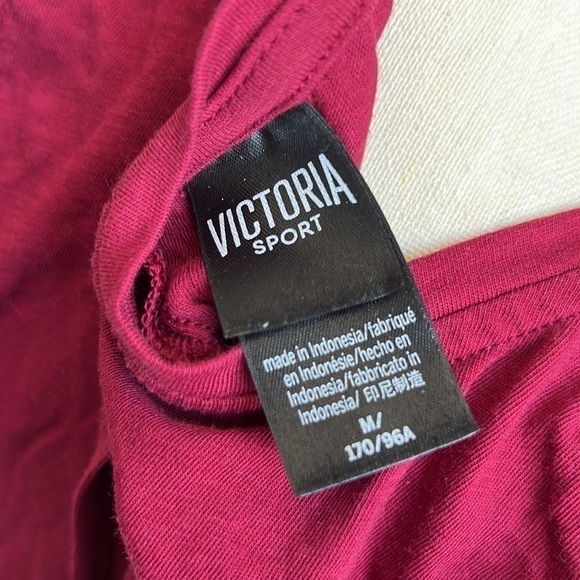 VICTORIA
SPORT
made in Indonesia/fabriqué
en Indonésie/hecho en
Indonesia/fabbricato in
Indonesia/ 印尼制造
M/
170/96A